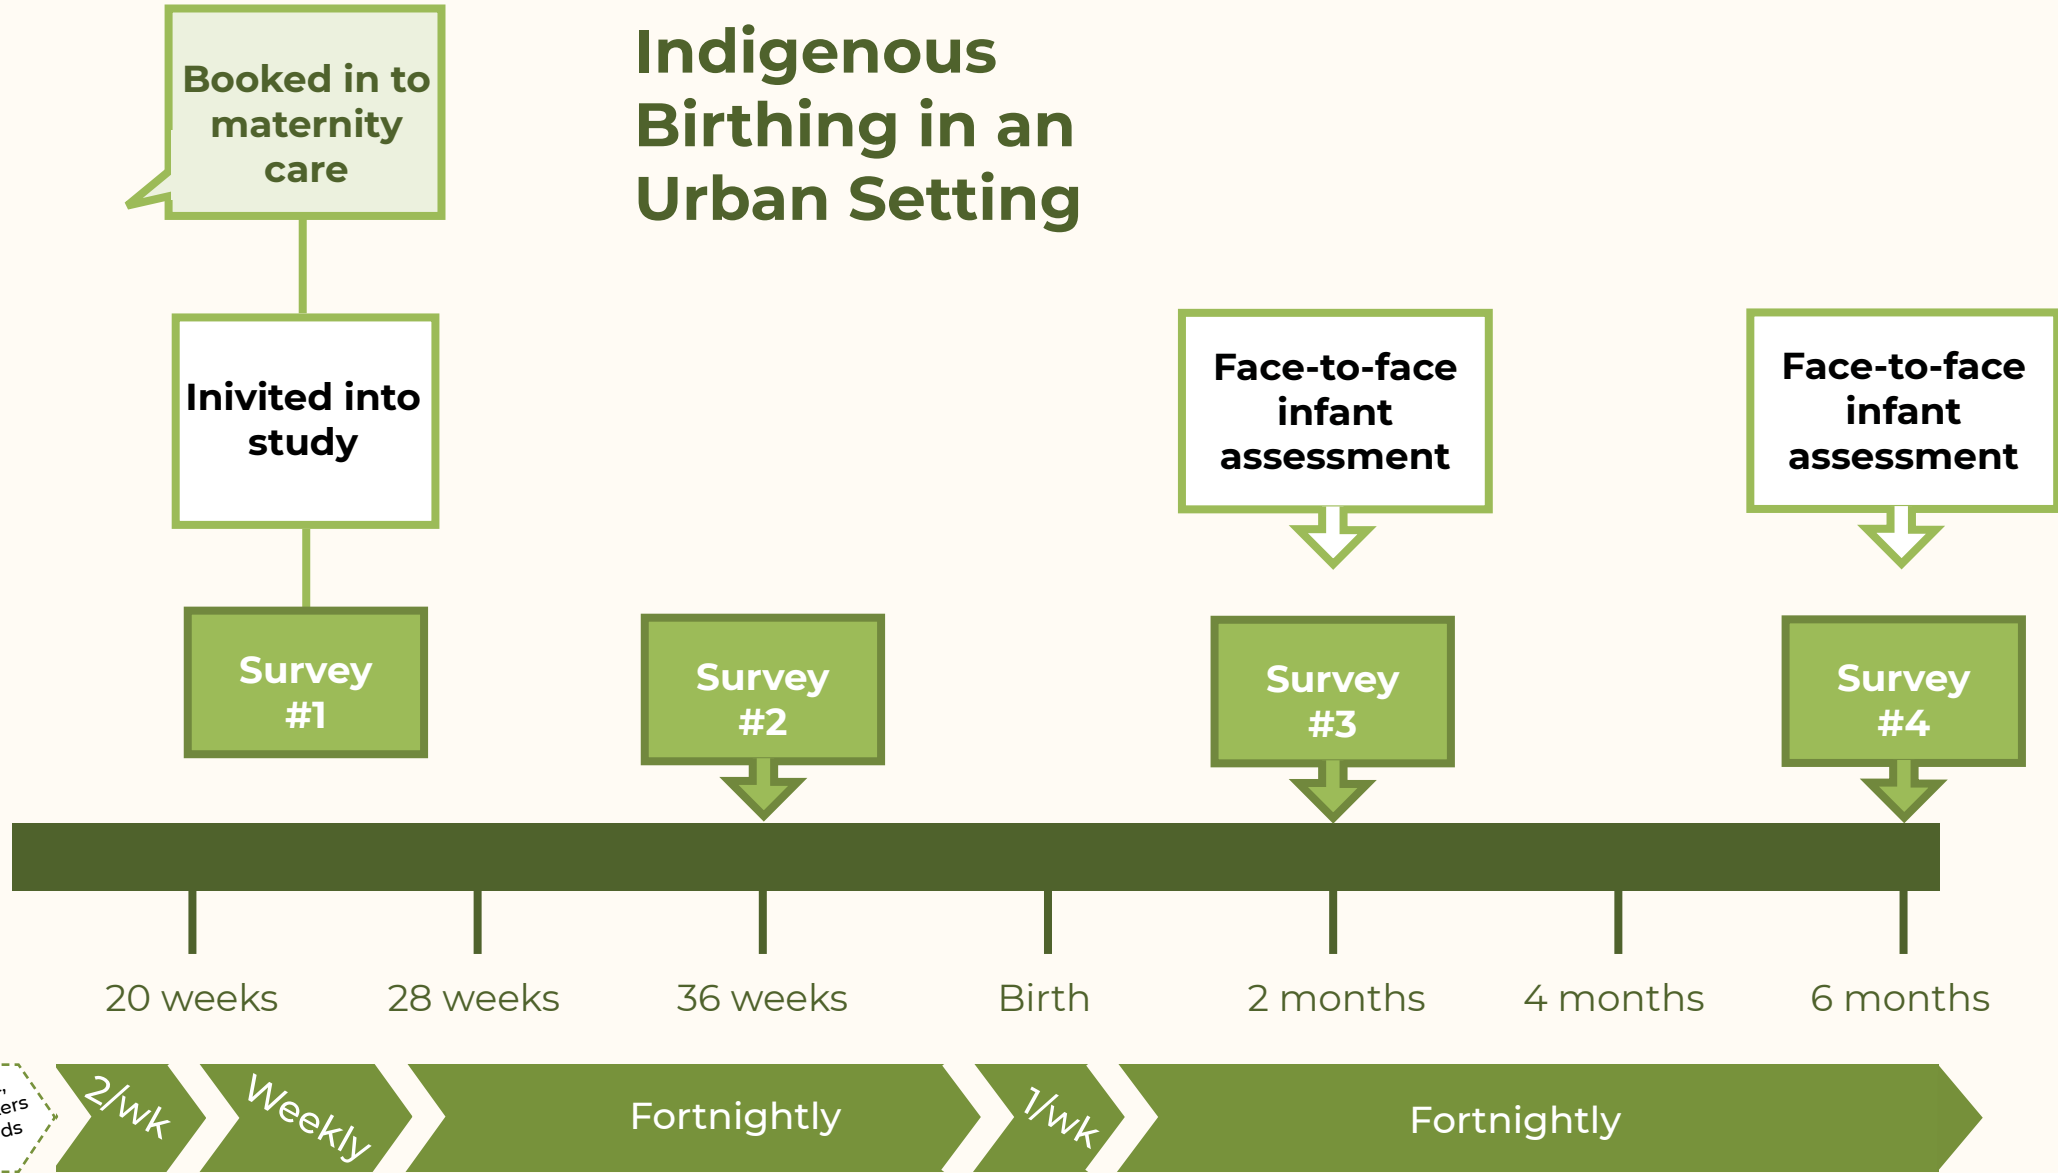 Booked in to
maternity
care
Indigenous
Birthing in an
Urban Setting
Inivited into
study
Face-to-face
infant
assessment
Face-to-face
infant
assessment
Survey
#1
Survey
#2
Survey
#3
Survey
#4
20 weeks
28 weeks
36 weeks
Birth
2 months
4 months
6 months
2/wk
Weekly
Fortnightly
1/wk
Fortnightly